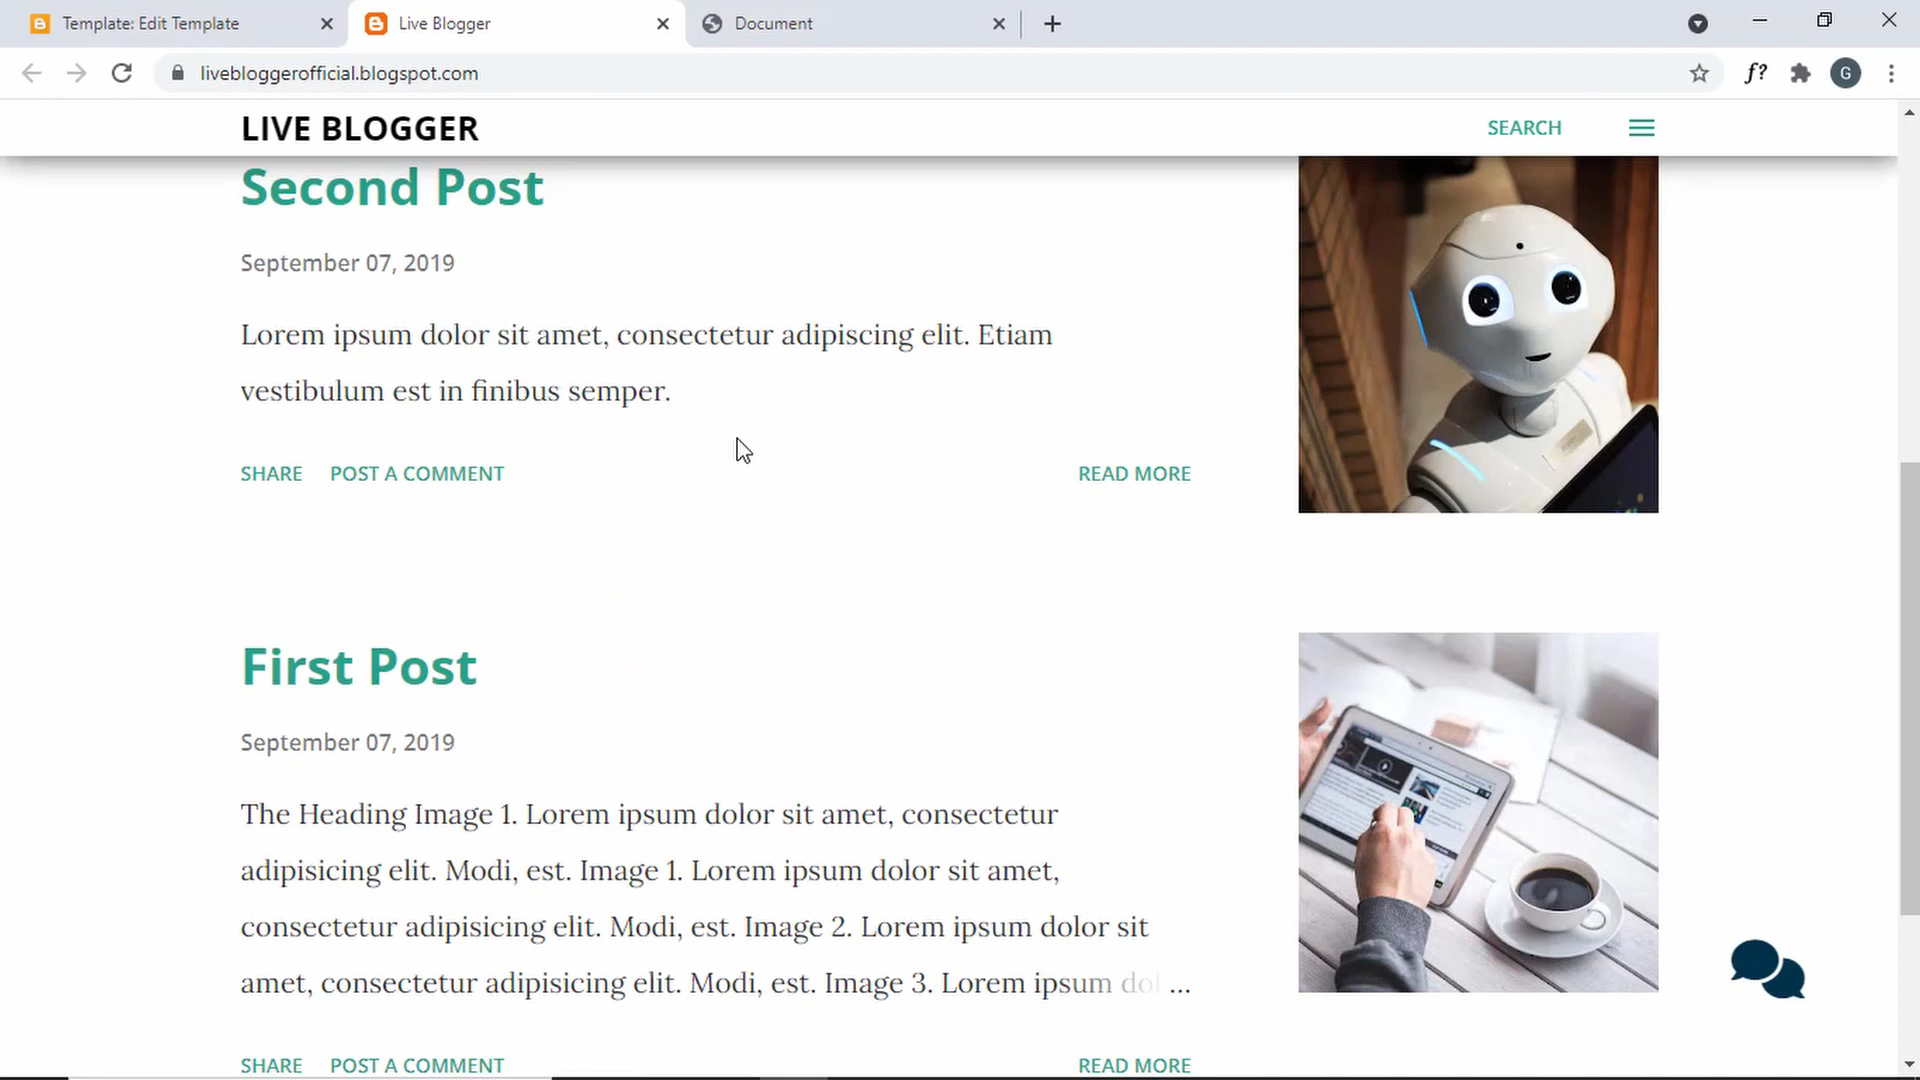 Template: Edit Template
Live Blogger
Document
livebloggerofficial.blogspot.com
f?
G
LIVE BLOGGER
SEARCH
Second Post
September 07, 2019
Lorem ipsum dolor sit amet, consectetur adipiscing elit. Etiam
vestibulum est in finibus semper.
SHARE POST A COMMENT READ MORE
First Post
September 07, 2019
The Heading Image 1. Lorem ipsum dolor sit amet, consectetur
adipisicing elit. Modi, est. Image 1. Lorem ipsum dolor sit amet,
consectetur adipisicing elit. Modi, est. Image 2. Lorem ipsum dolor sit
amet, consectetur adipisicing elit. Modi, est. Image 3. Lorem ipsum dol ...
SHARE POST A COMMENT READ MORE